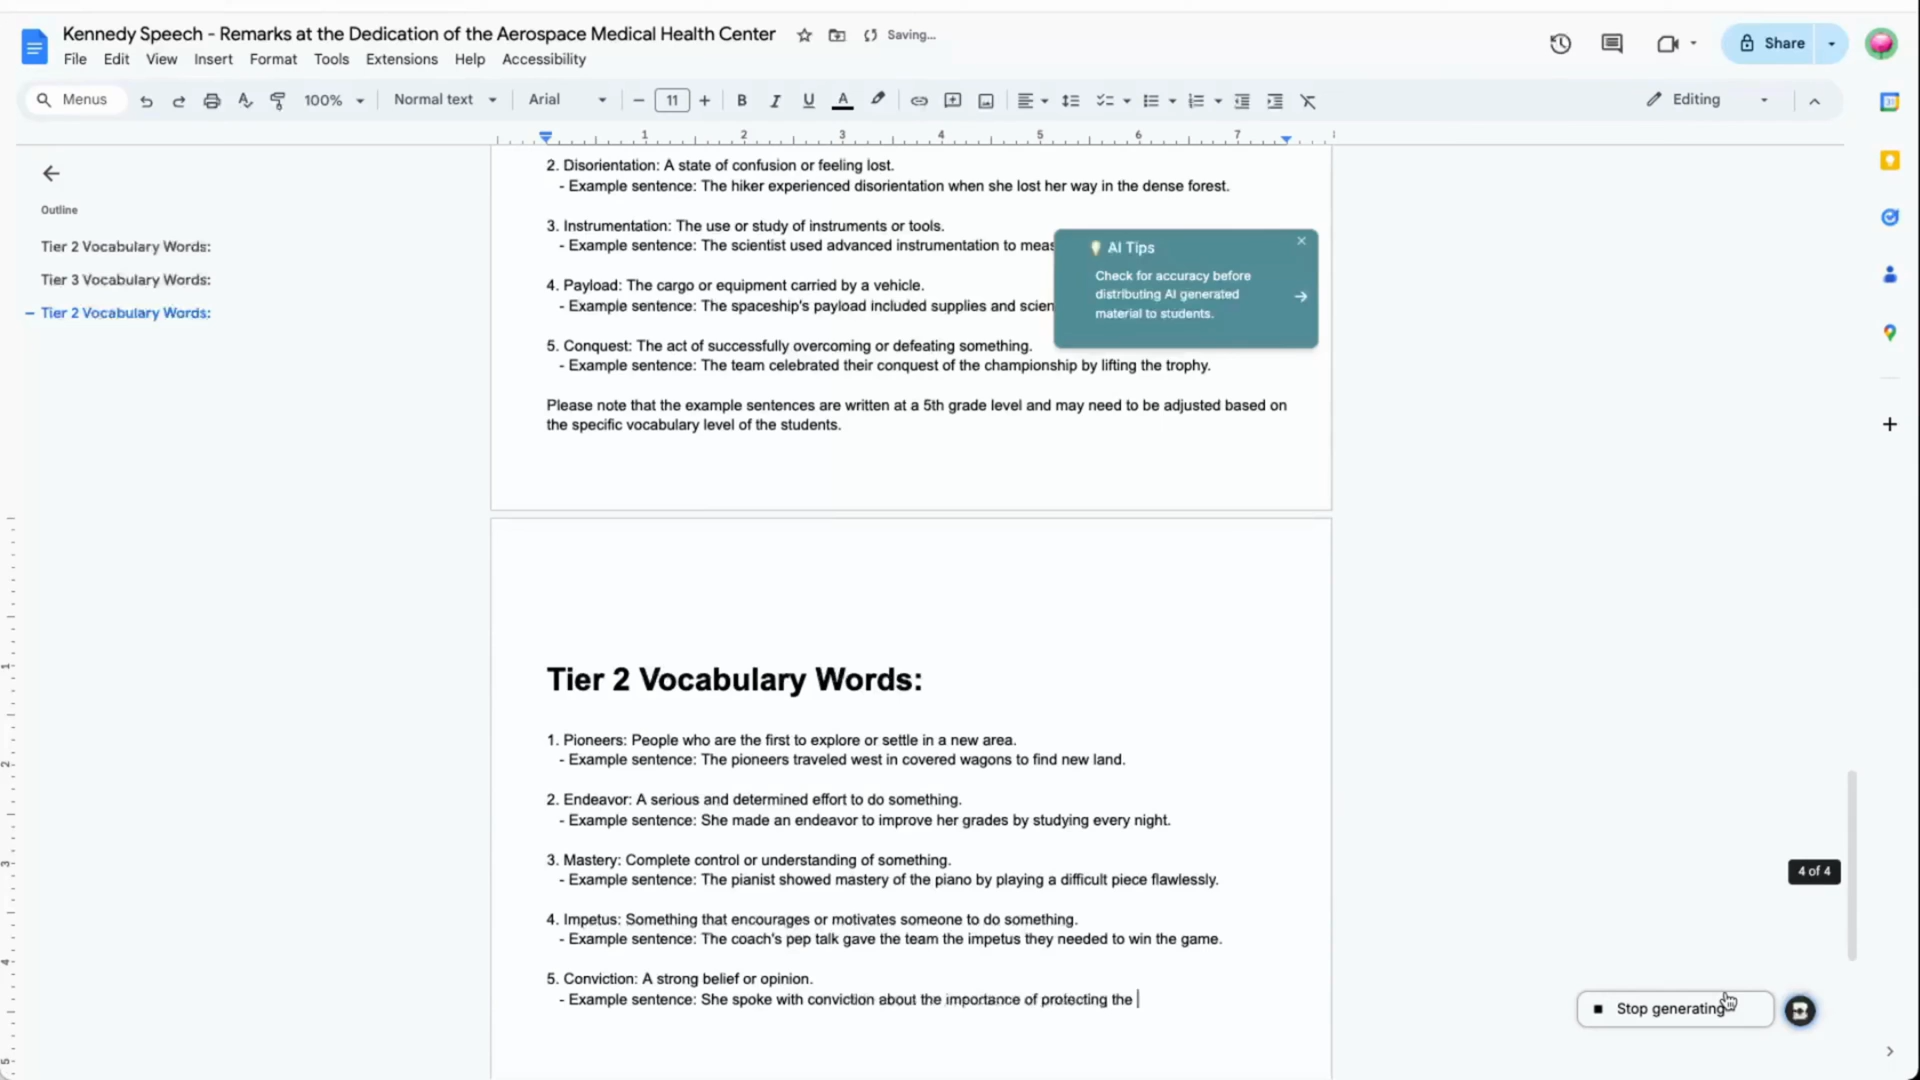 Kennedy Speech - Remarks at the Dedication of the Aerospace Medical Health Center
Saving...
File Edit View Insert Format Tools Extensions Help Accessibility
Share
Menus
100%
Normal text
Arial
11
Editing
1 2 3 4 5 6 7
Outline
Tier 2 Vocabulary Words:
Tier 3 Vocabulary Words:
Tier 2 Vocabulary Words:
2. Disorientation: A state of confusion or feeling lost.
- Example sentence: The hiker experienced disorientation when she lost her way in the dense forest.
3. Instrumentation: The use or study of instruments or tools.
- Example sentence: The scientist used advanced instrumentation to meas
4. Payload: The cargo or equipment carried by a vehicle.
- Example sentence: The spaceship's payload included supplies and scien
5. Conquest: The act of successfully overcoming or defeating something.
- Example sentence: The team celebrated their conquest of the championship by lifting the trophy.
Please note that the example sentences are written at a 5th grade level and may need to be adjusted based on
the specific vocabulary level of the students.
AI Tips
Check for accuracy before
distributing AI generated
material to students.
Tier 2 Vocabulary Words:
1. Pioneers: People who are the first to explore or settle in a new area.
- Example sentence: The pioneers traveled west in covered wagons to find new land.
2. Endeavor: A serious and determined effort to do something.
- Example sentence: She made an endeavor to improve her grades by studying every night.
3. Mastery: Complete control or understanding of something.
- Example sentence: The pianist showed mastery of the piano by playing a difficult piece flawlessly.
4. Impetus: Something that encourages or motivates someone to do something.
- Example sentence: The coach's pep talk gave the team the impetus they needed to win the game.
5. Conviction: A strong belief or opinion.
- Example sentence: She spoke with conviction about the importance of protecting the
1
2
3
4
5
4 of 4
Stop generating